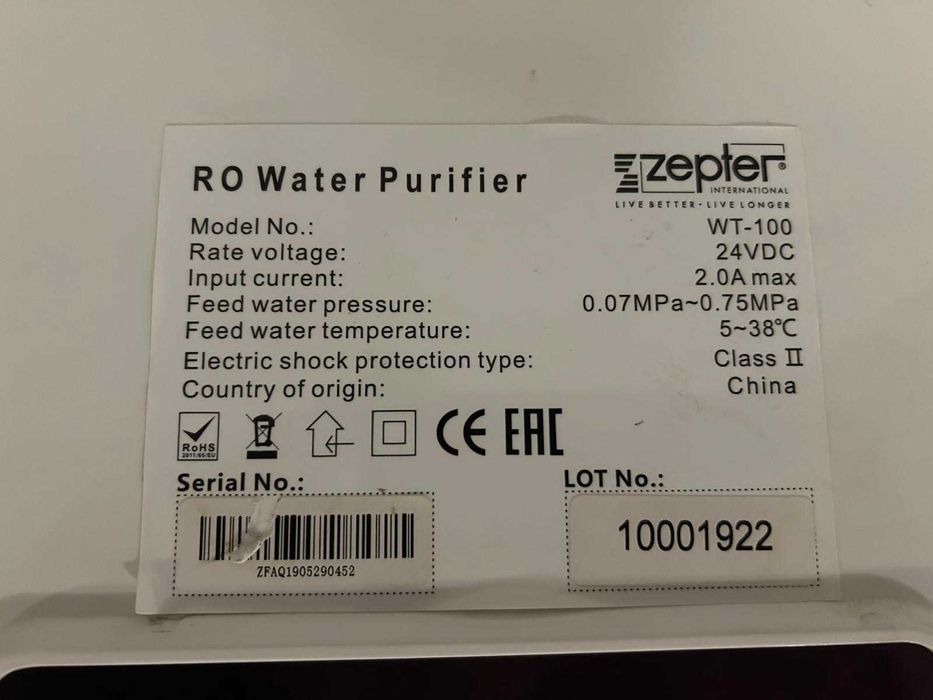 RO Water Purifier
zepter®
INTERNATIONAL
LIVE BETTER • LIVE LONGER
Model No.: WT-100
Rate voltage: 24VDC
Input current: 2.0A max
Feed water pressure: 0.07MPa~0.75MPa
Feed water temperature: 5~38℃
Electric shock protection type: Class Ⅱ
Country of origin: China
RoHS
2011/65/EU
CE EAC
Serial No.: LOT No.:
ZFAQ1905290452
10001922